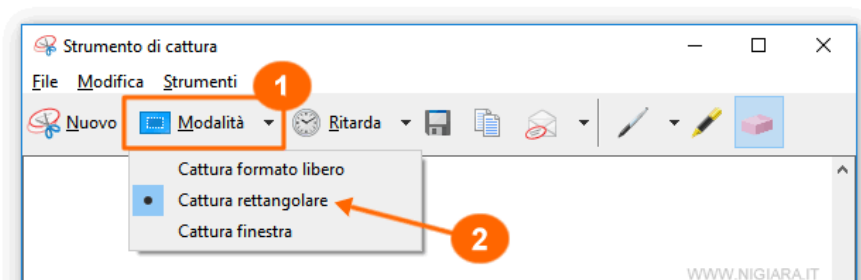 Strumento di cattura
File Modifica Strumenti
1
Nuovo Modalità Ritarda
Cattura formato libero
Cattura rettangolare
Cattura finestra
2
WWW.NIGIARA.IT